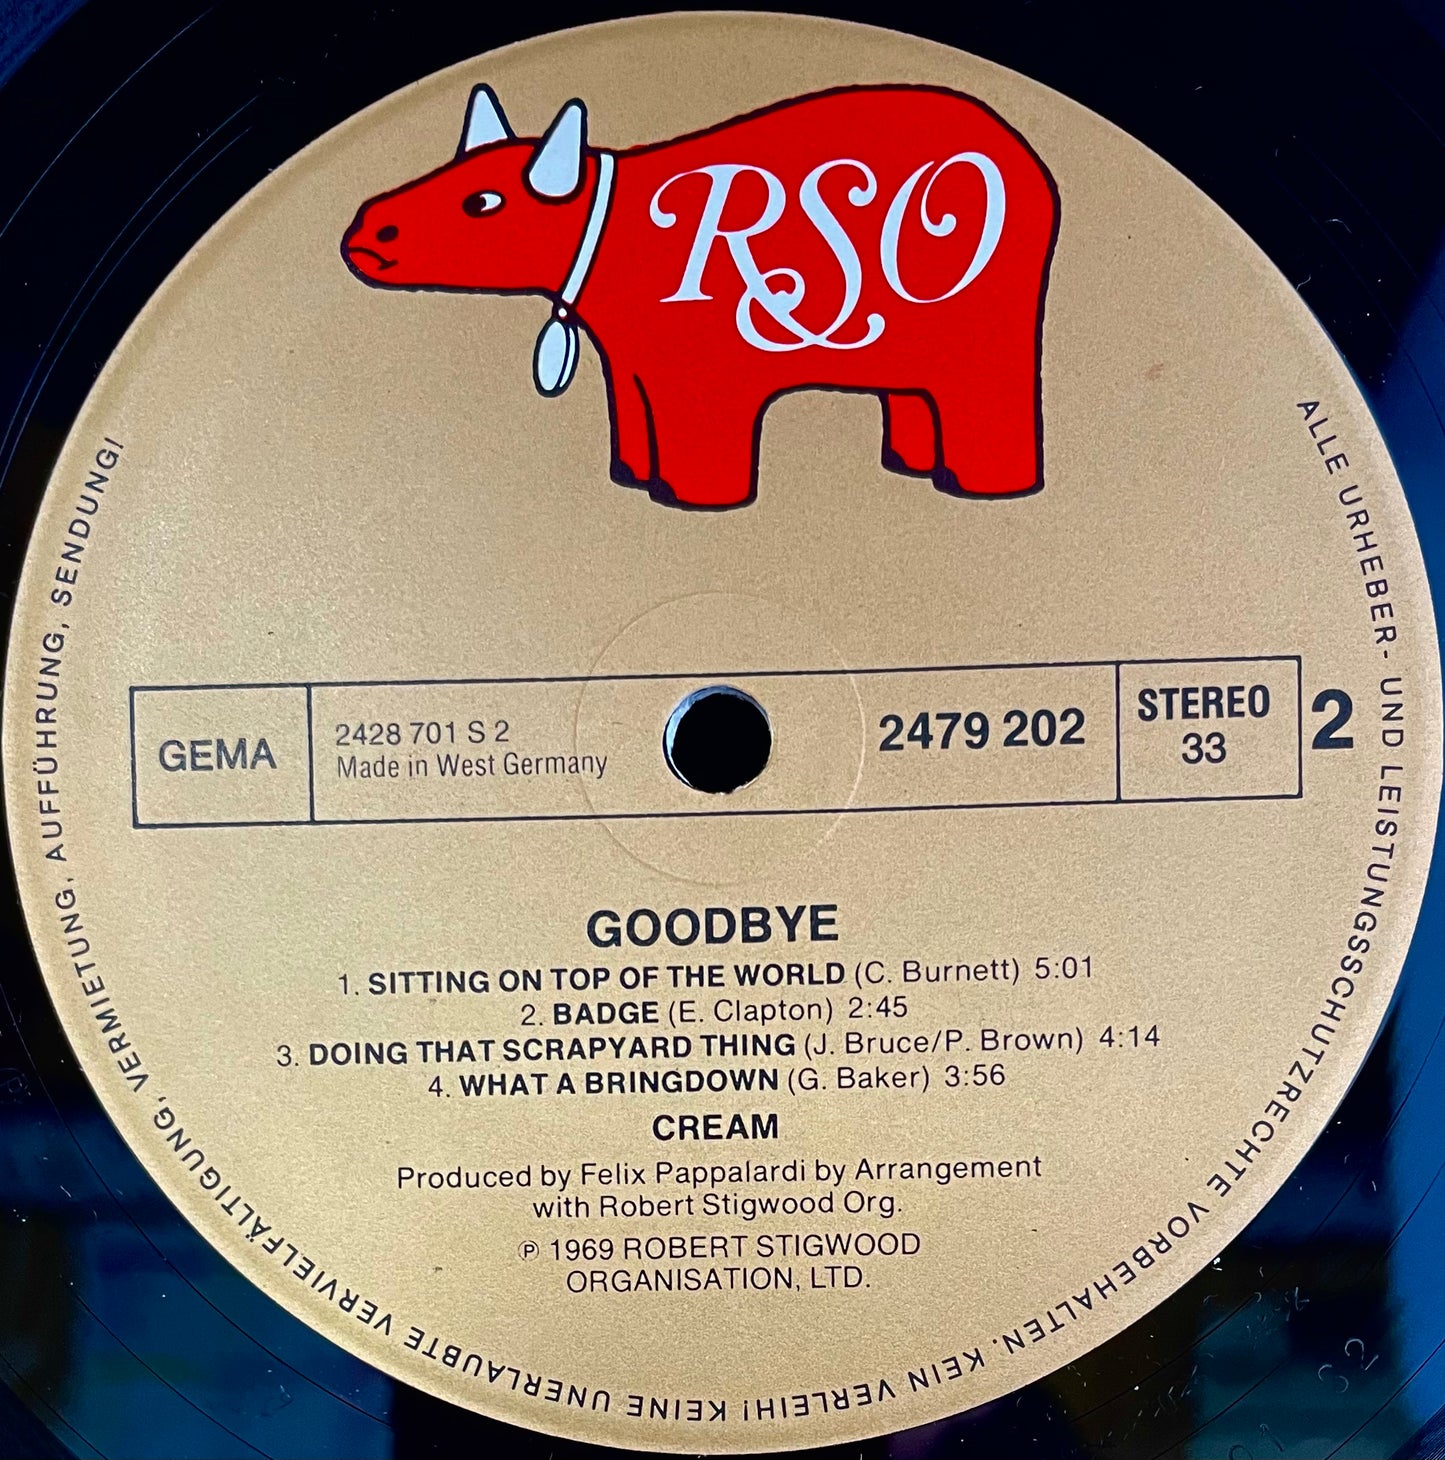 RSO
GEMA
2428 701 S 2
Made in West Germany
2479 202
STEREO
33
2
GOODBYE
1. SITTING ON TOP OF THE WORLD (C. Burnett) 5:01
2. BADGE (E. Clapton) 2:45
3. DOING THAT SCRAPYARD THING (J. Bruce/P. Brown) 4:14
4. WHAT A BRINGDOWN (G. Baker) 3:56
CREAM
Produced by Felix Pappalardi by Arrangement
with Robert Stigwood Org.
℗ 1969 ROBERT STIGWOOD
ORGANISATION, LTD.
ALLE URHEBER- UND LEISTUNGSSCHUTZRECHTE VORBEHALTEN. KEIN VERLEIH! KEINE UNERLAUBTE VERVIELFÄLTIGUNG, VERMIETUNG, AUFFÜHRUNG, SENDUNG!
S 2